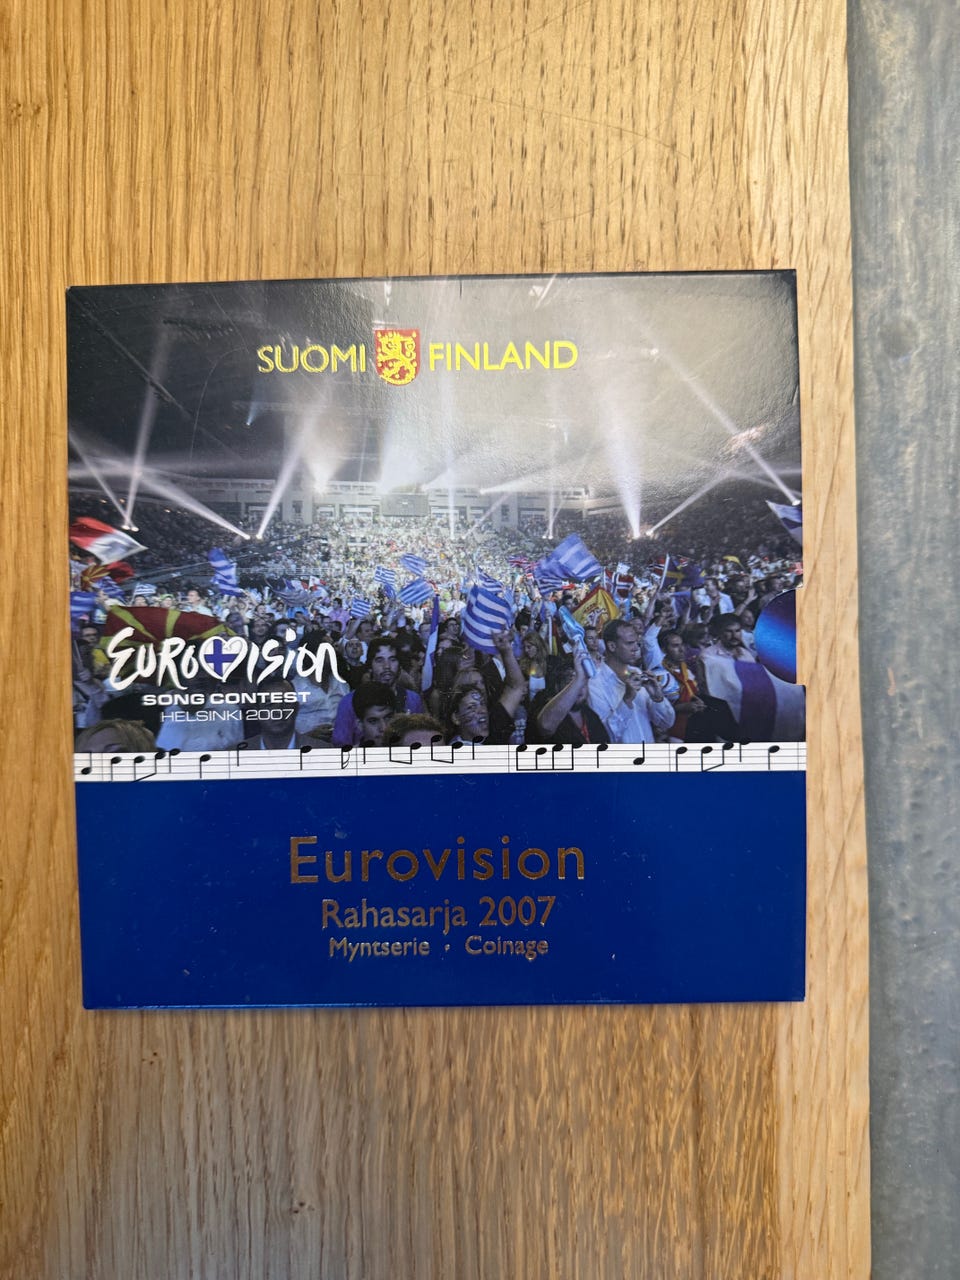 SUOMI FINLAND
EUROVISION
SONG CONTEST
HELSINKI 2007
Eurovision
Rahasarja 2007
Myntserie · Coinage